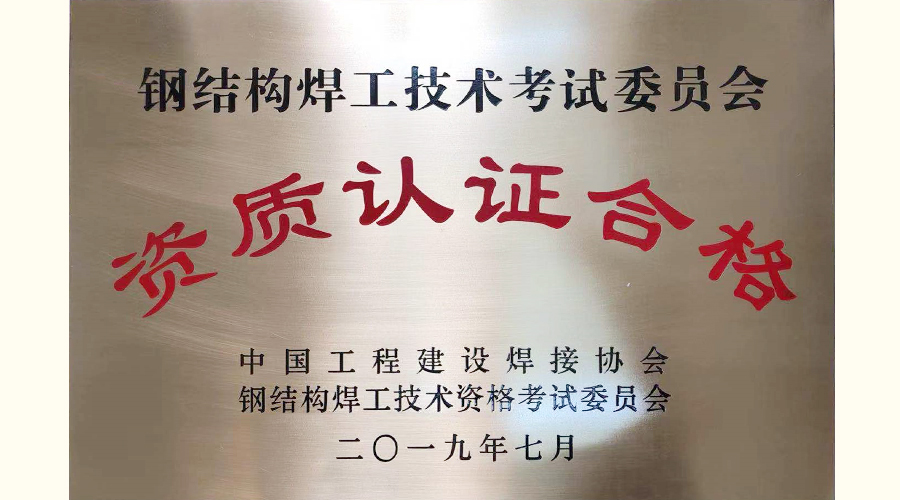 钢结构焊工技术考试委员会
资质认证合格
中国工程建设焊接协会
钢结构焊工技术资格考试委员会
二〇一九年七月